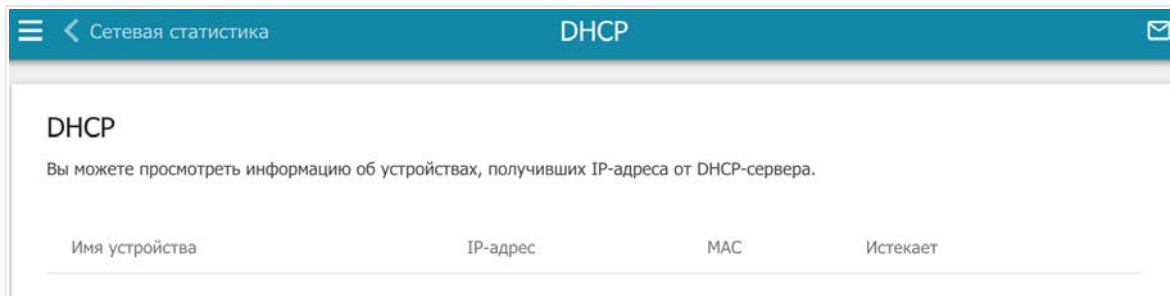 Сетевая статистика DHCP
DHCP
Вы можете просмотреть информацию об устройствах, получивших IP-адреса от DHCP-сервера.
Имя устройства IP-адрес MAC Истекает